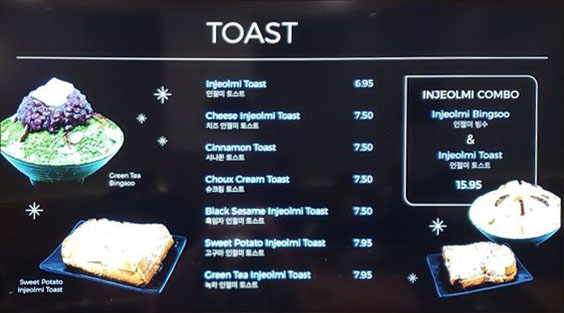 TOAST
Injeolmi Toast 6.95
인절미 토스트
Cheese Injeolmi Toast 7.50
치즈 인절미 토스트
Cinnamon Toast 7.50
시나몬 토스트
Choux Cream Toast 7.50
슈크림 토스트
Black Sesame Injeolmi Toast 7.50
흑임자 인절미 토스트
Sweet Potato Injeolmi Toast 7.95
고구마 인절미 토스트
Green Tea Injeolmi Toast 7.95
녹차 인절미 토스트
INJEOLMI COMBO
Injeolmi Bingsoo
인절미 빙수
&
Injeolmi Toast
인절미 토스트
15.95
Green Tea
Bingsoo
Sweet Potato
Injeolmi Toast